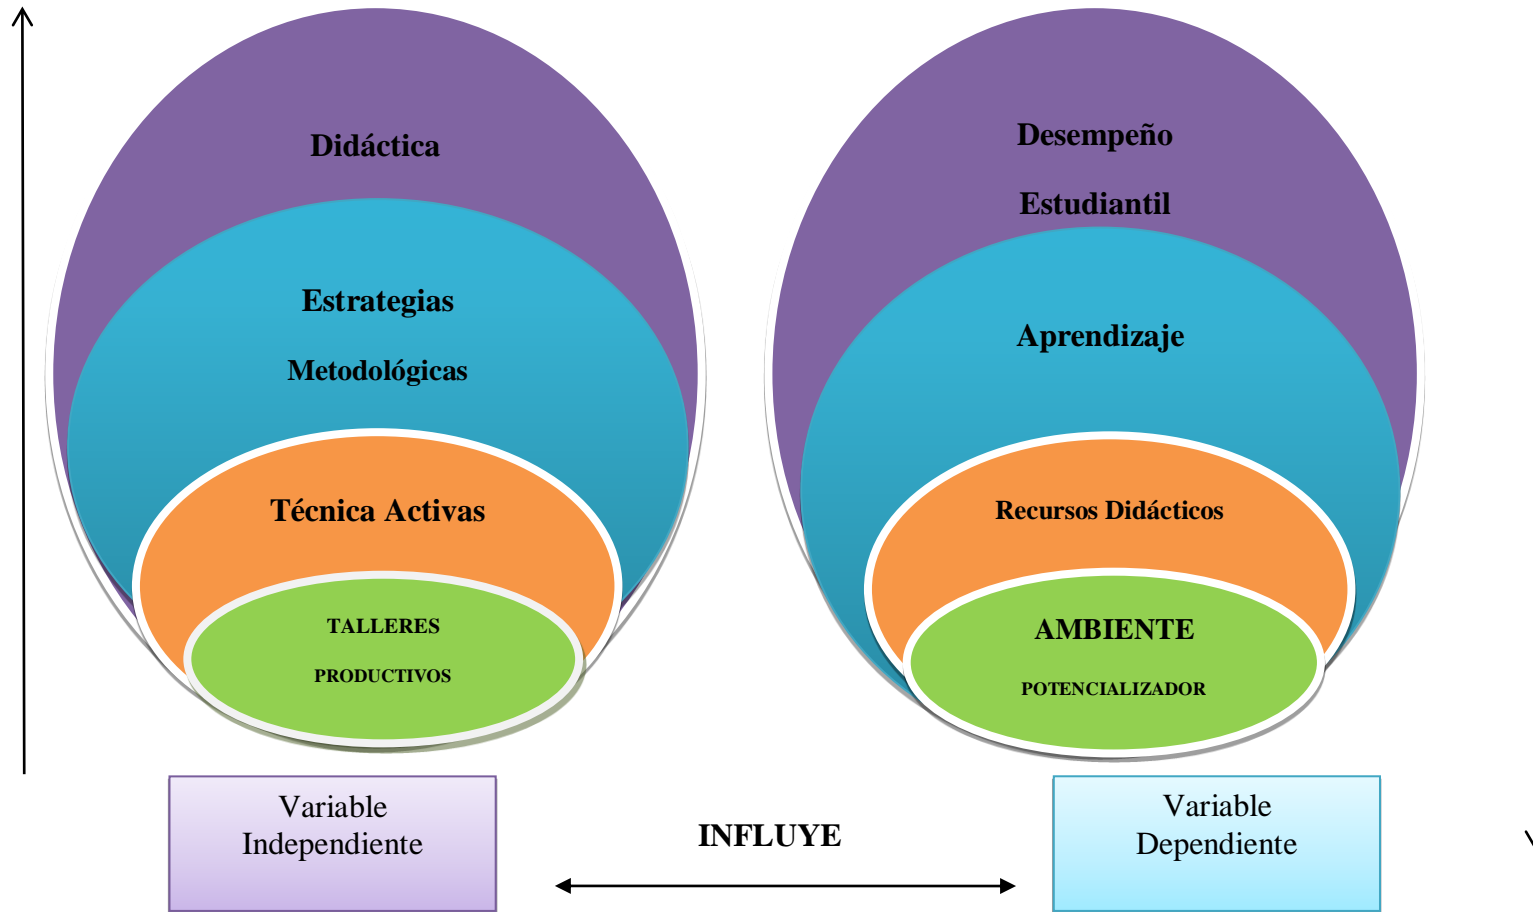 Didáctica
Estrategias
Metodológicas
Técnica Activas
TALLERES
PRODUCTIVOS
Variable
Independiente
INFLUYE
Desempeño
Estudiantil
Aprendizaje
Recursos Didácticos
AMBIENTE
POTENCIALIZADOR
Variable
Dependiente